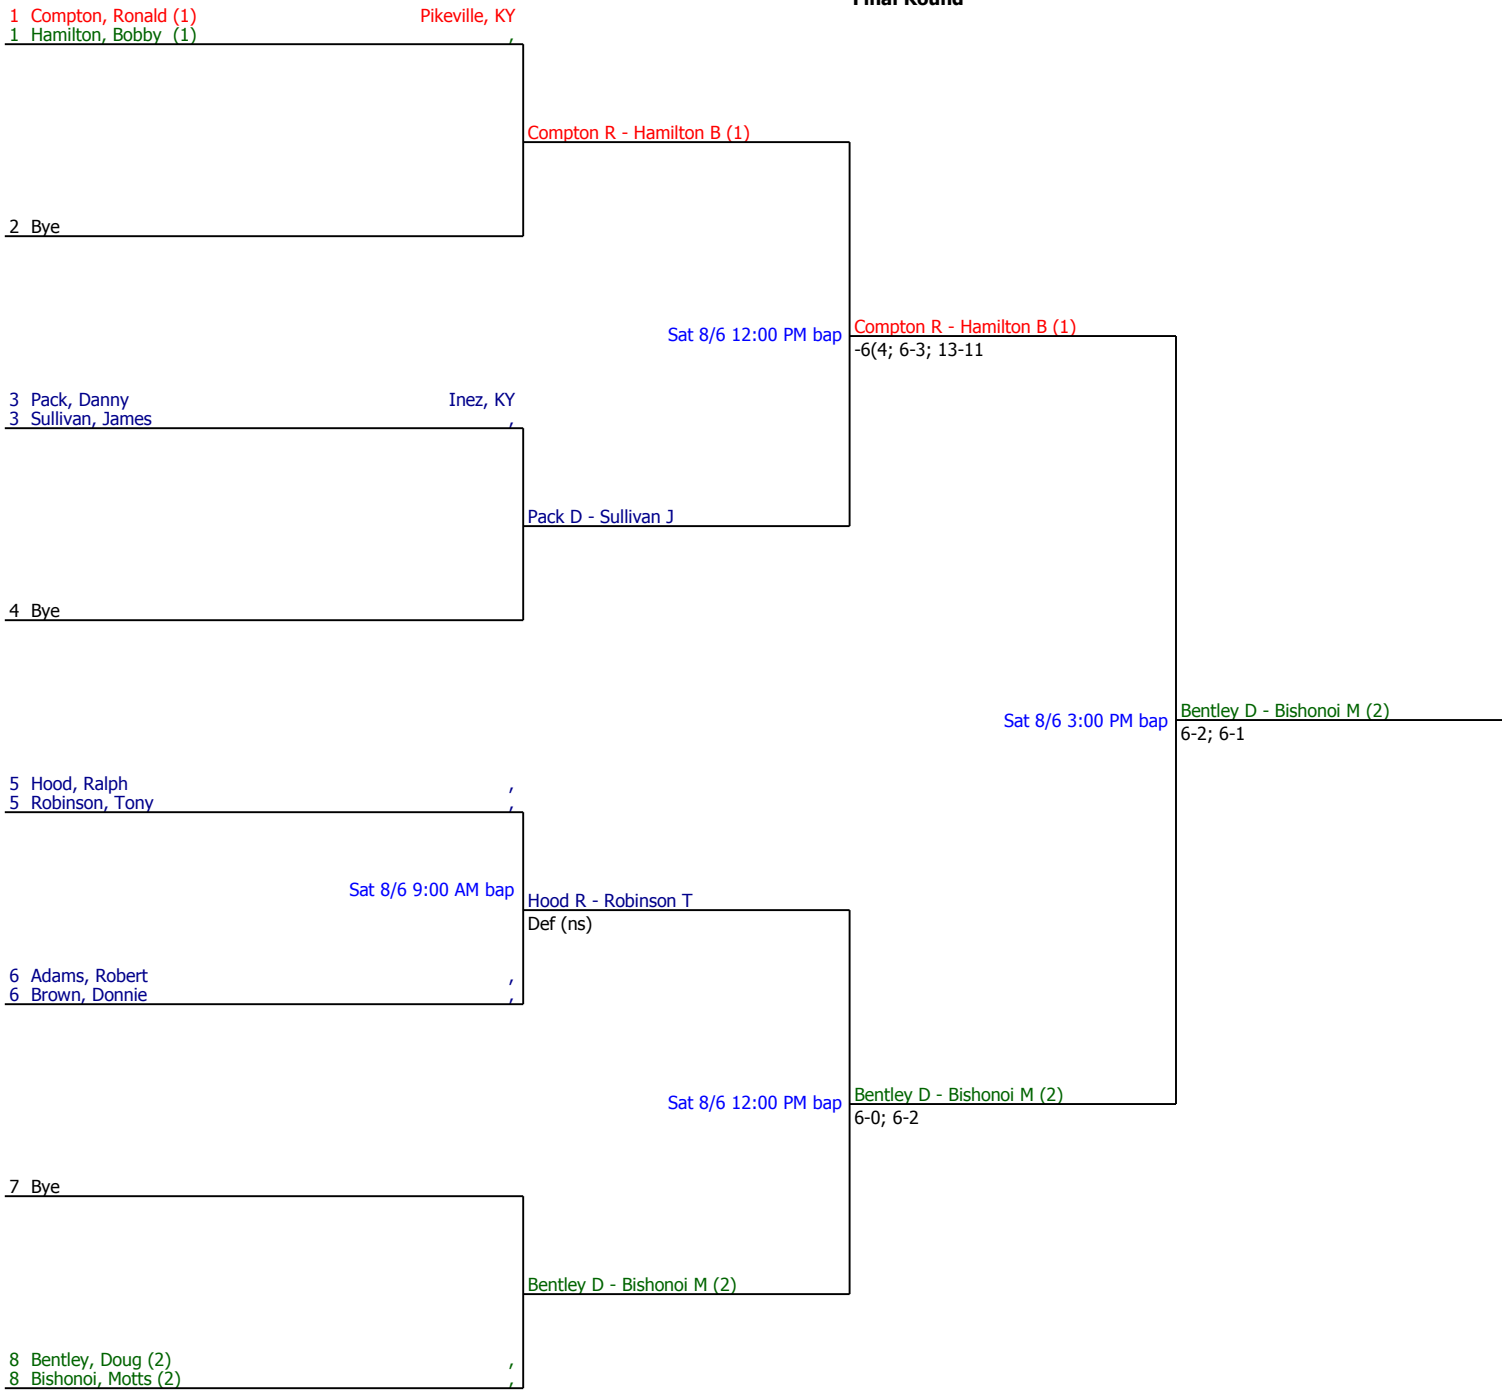 Final Round
1 Compton, Ronald (1) Pikeville, KY
1 Hamilton, Bobby (1) ,
Compton R - Hamilton B (1)
2 Bye
Sat 8/6 12:00 PM bap
Compton R - Hamilton B (1)
-6(4; 6-3; 13-11
3 Pack, Danny Inez, KY
3 Sullivan, James ,
Pack D - Sullivan J
4 Bye
Sat 8/6 3:00 PM bap
Bentley D - Bishonoi M (2)
6-2; 6-1
5 Hood, Ralph ,
5 Robinson, Tony ,
Sat 8/6 9:00 AM bap
Hood R - Robinson T
Def (ns)
6 Adams, Robert ,
6 Brown, Donnie ,
Sat 8/6 12:00 PM bap
Bentley D - Bishonoi M (2)
6-0; 6-2
7 Bye
Bentley D - Bishonoi M (2)
8 Bentley, Doug (2) ,
8 Bishonoi, Motts (2) ,